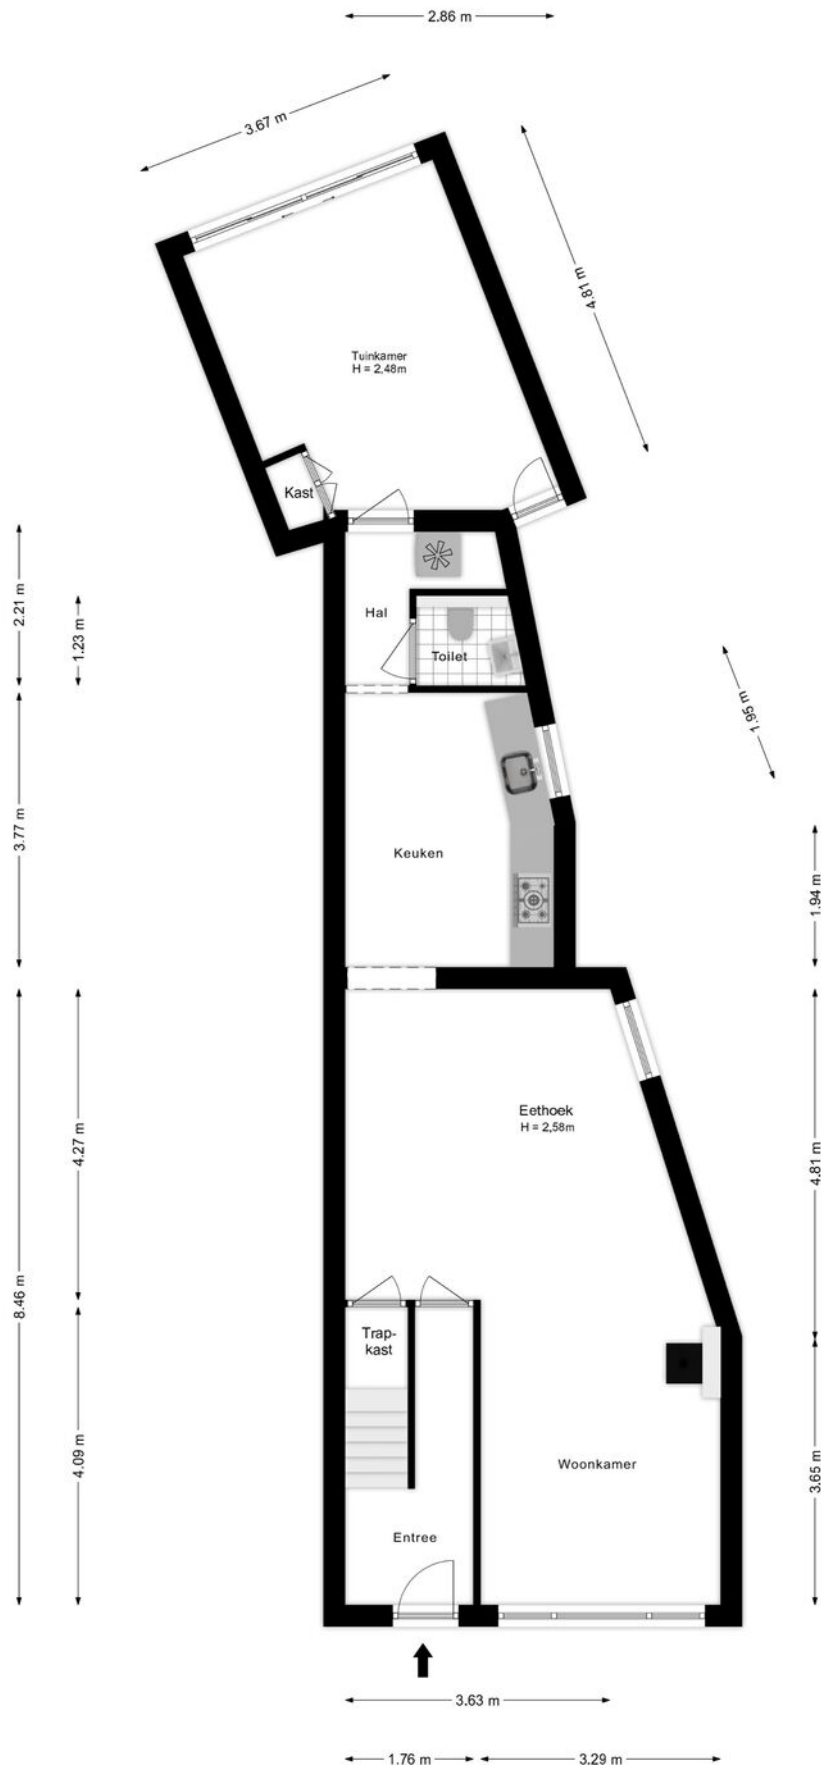 2.86 m
3.67 m
4.81 m
Tuinkamer
H = 2,48m
Kast
2.21 m
1.23 m
Hal
Toilet
1.95 m
3.77 m
Keuken
1.94 m
Eethoek
H = 2,58m
4.27 m
4.81 m
8.46 m
Trap-
kast
4.09 m
Woonkamer
3.65 m
Entree
3.63 m
1.76 m
3.29 m